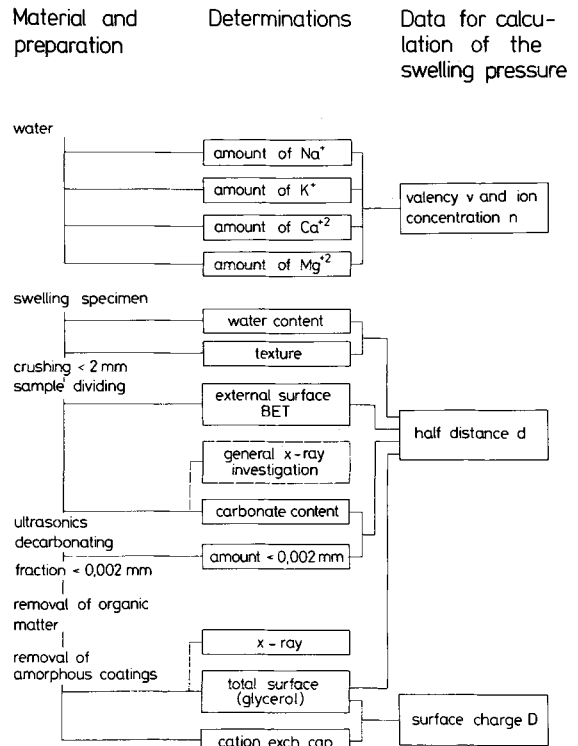 Material and
preparation
Determinations
Data for calcu-
lation of the
swelling pressure
water
amount of Na⁺
amount of K⁺
amount of Ca⁺²
amount of Mg⁺²
valency v and ion
concentration n
swelling specimen
water content
texture
crushing < 2 mm
sample dividing
external surface
BET
half distance d
general x-ray
investigation
carbonate content
ultrasonics
decarbonating
amount < 0,002 mm
fraction < 0,002 mm
removal of organic
matter
x - ray
removal of
amorphous coatings
total surface
(glycerol)
surface charge D
cation exch. cap.